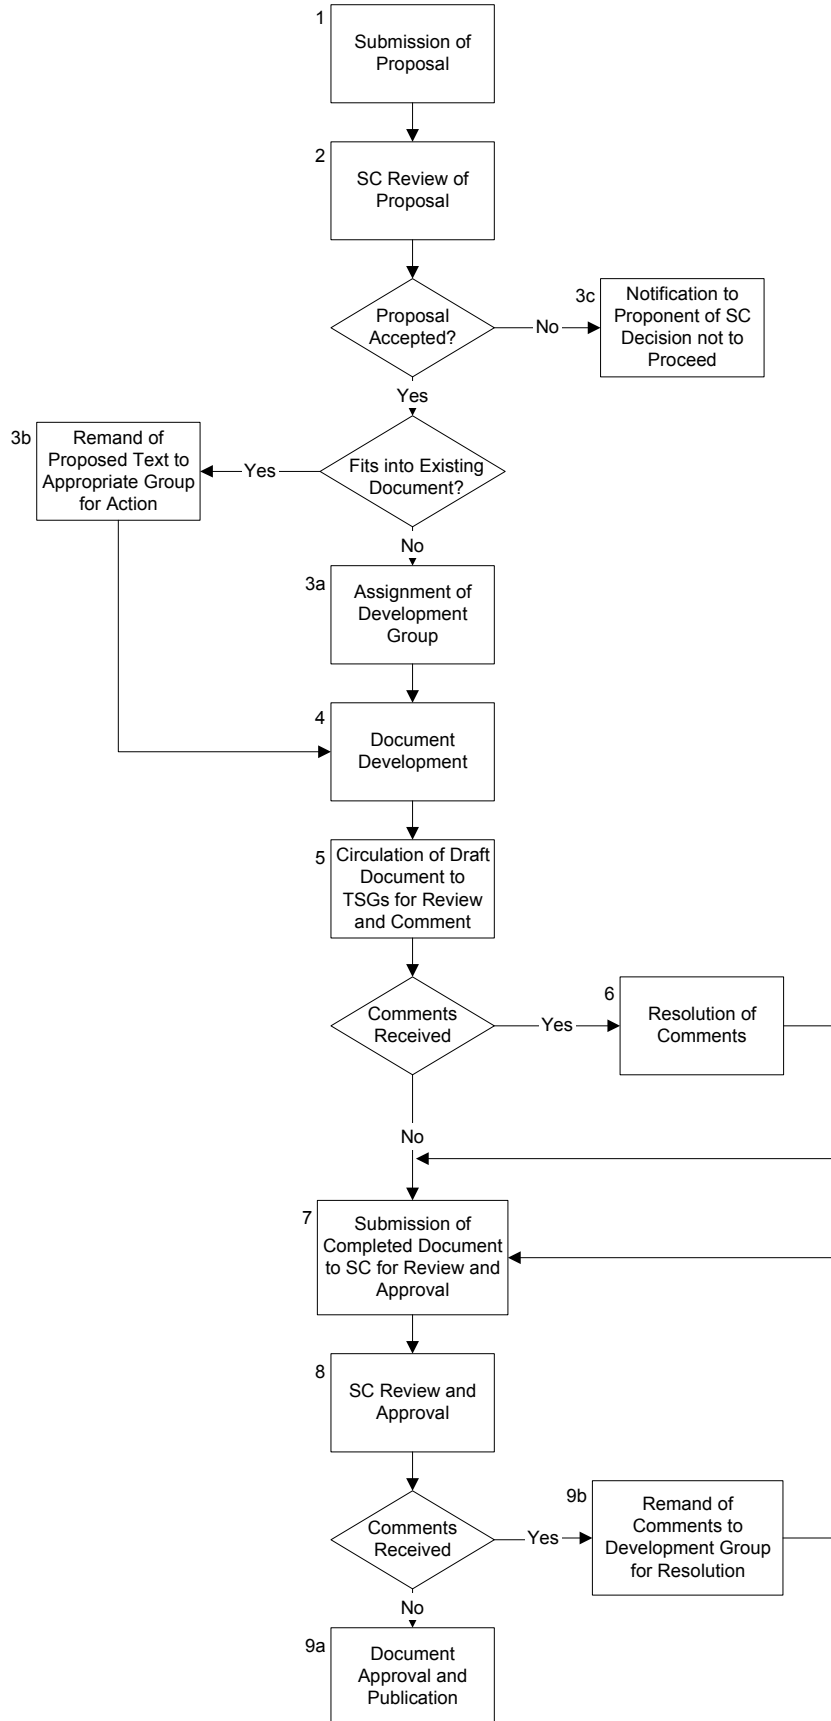 1
Submission of
Proposal
2
SC Review of
Proposal
Proposal
Accepted?
No
3c
Notification to
Proponent of SC
Decision not to
Proceed
Yes
3b
Remand of
Proposed Text to
Appropriate Group
for Action
Yes
Fits into Existing
Document?
No
3a
Assignment of
Development
Group
4
Document
Development
5
Circulation of Draft
Document to
TSGs for Review
and Comment
Comments
Received
Yes
6
Resolution of
Comments
No
7
Submission of
Completed Document
to SC for Review and
Approval
8
SC Review and
Approval
Comments
Received
Yes
9b
Remand of
Comments to
Development Group
for Resolution
No
9a
Document
Approval and
Publication